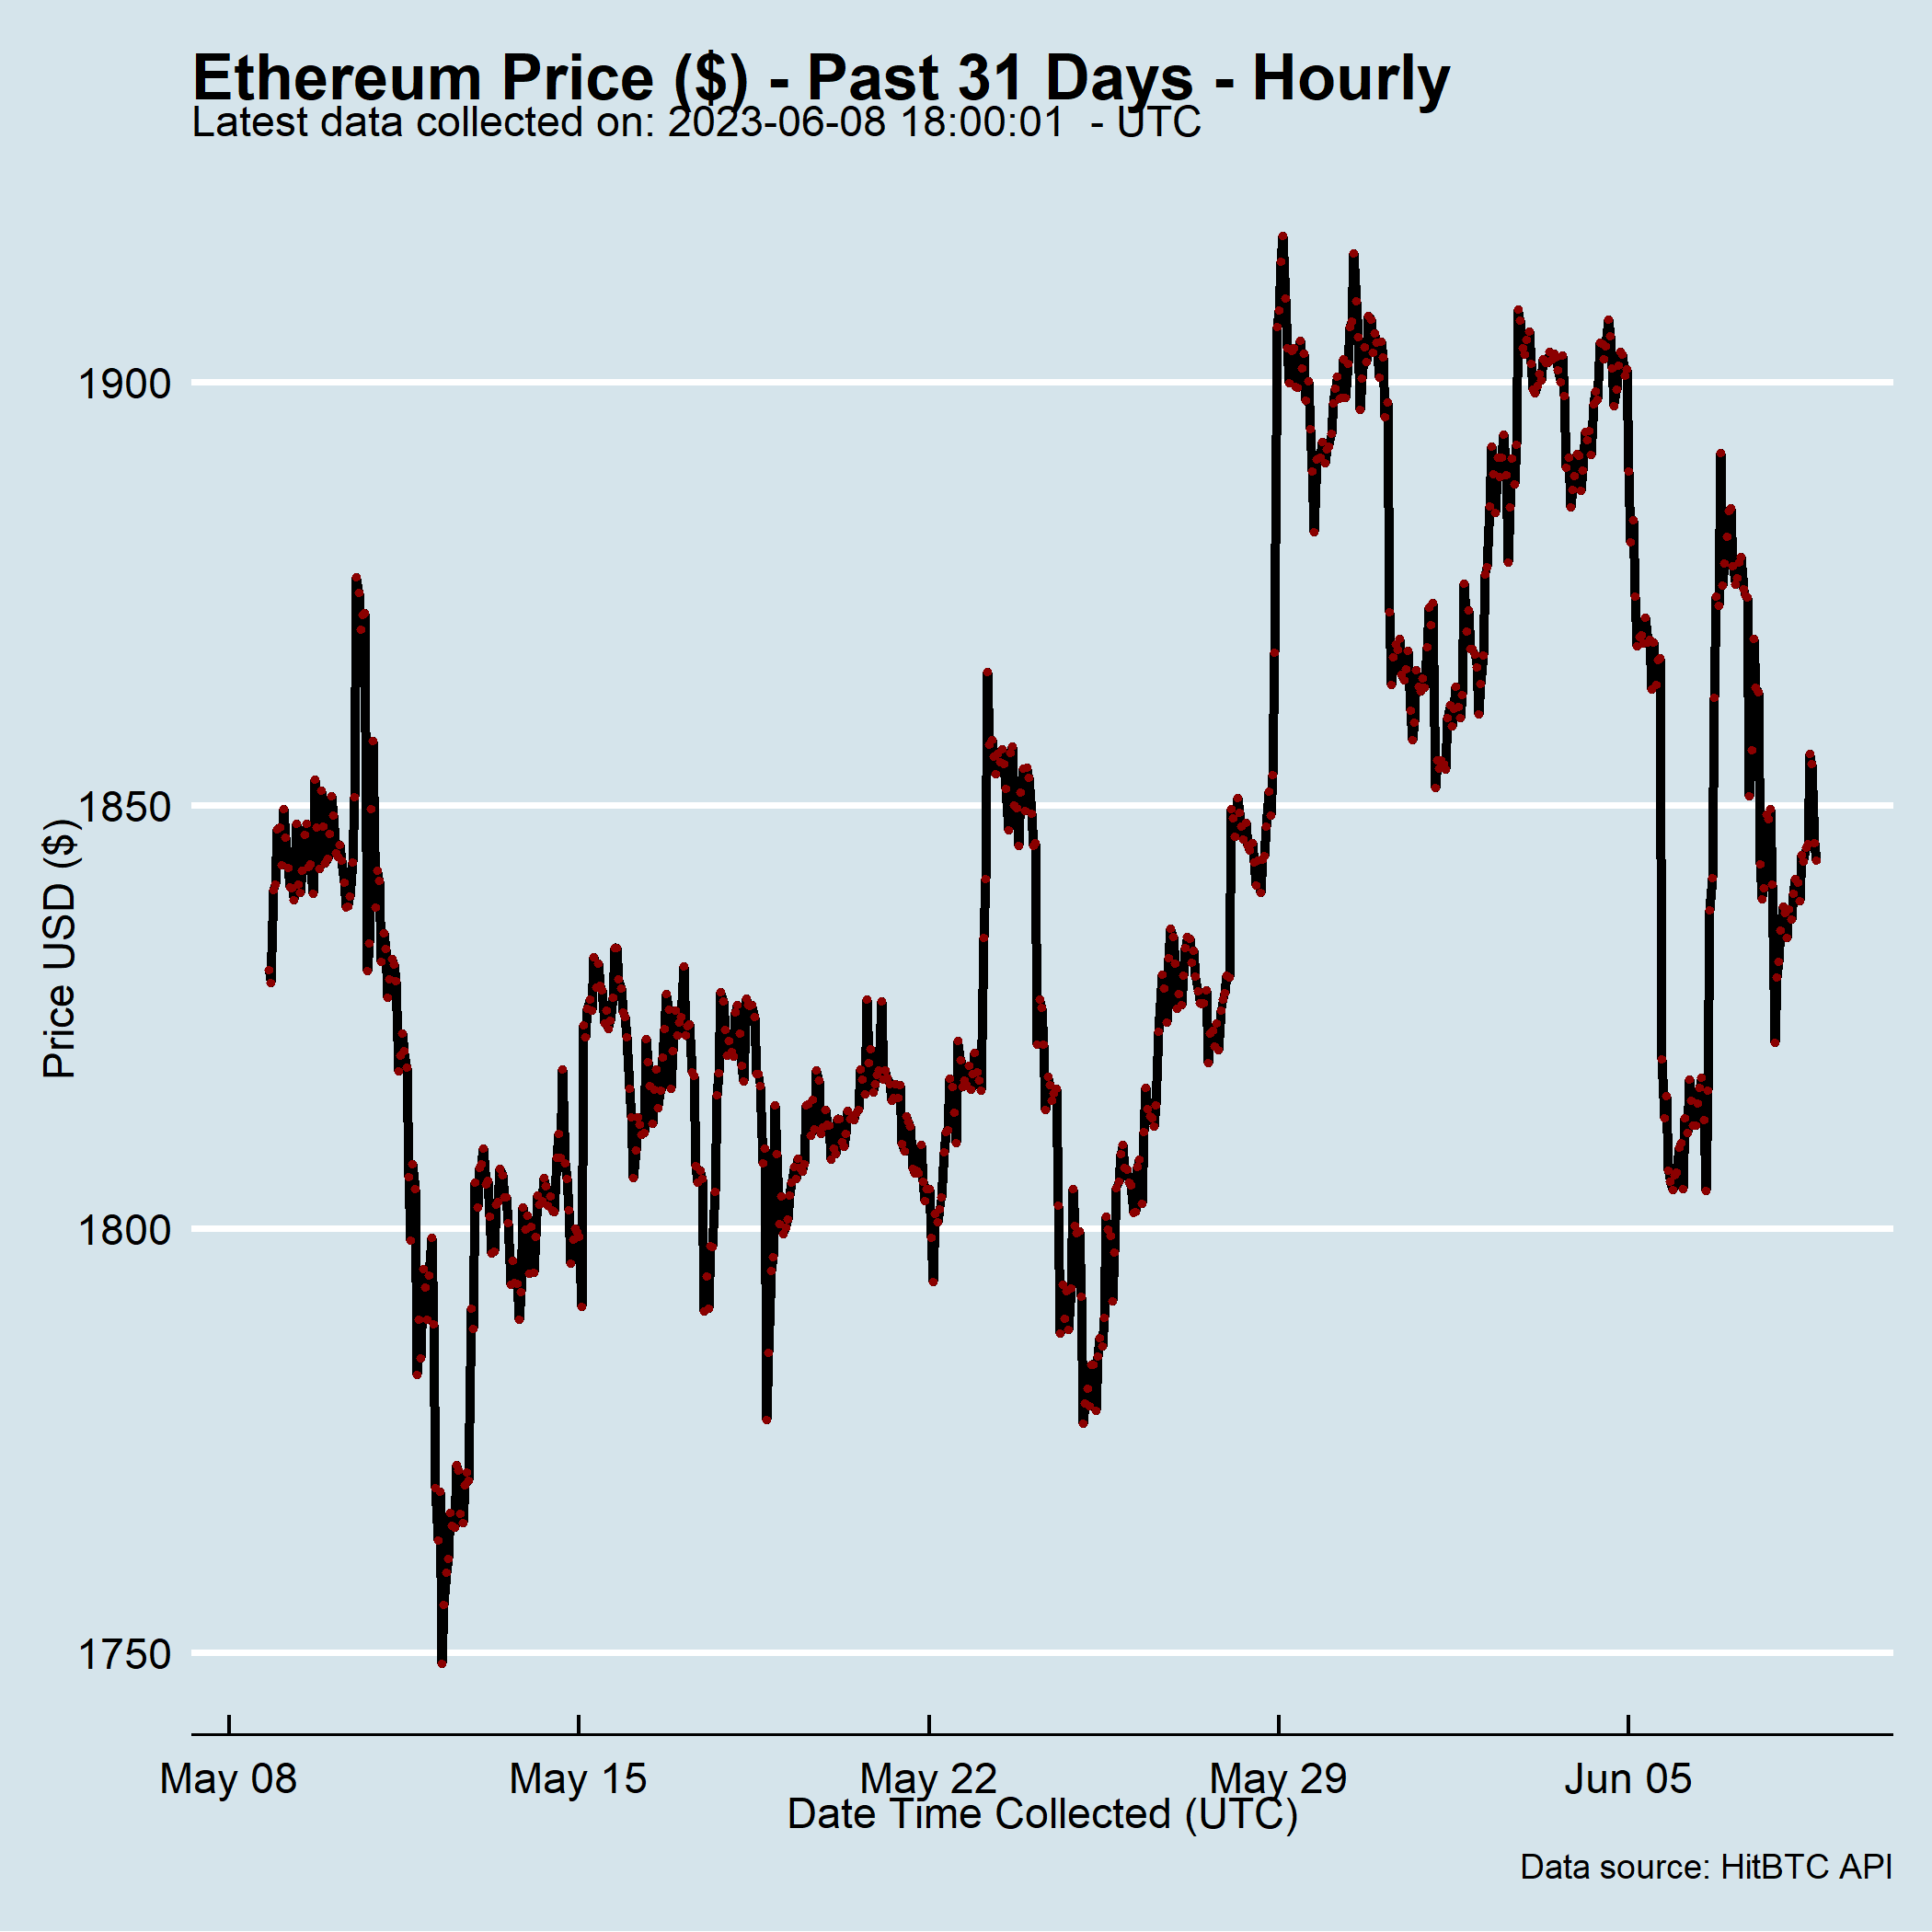 Ethereum Price ($) - Past 31 Days - Hourly
Latest data collected on: 2023-06-08 18:00:01  - UTC
Price USD ($)
1900
1850
1800
1750
May 08 May 15 May 22 May 29 Jun 05
Date Time Collected (UTC)
Data source: HitBTC API